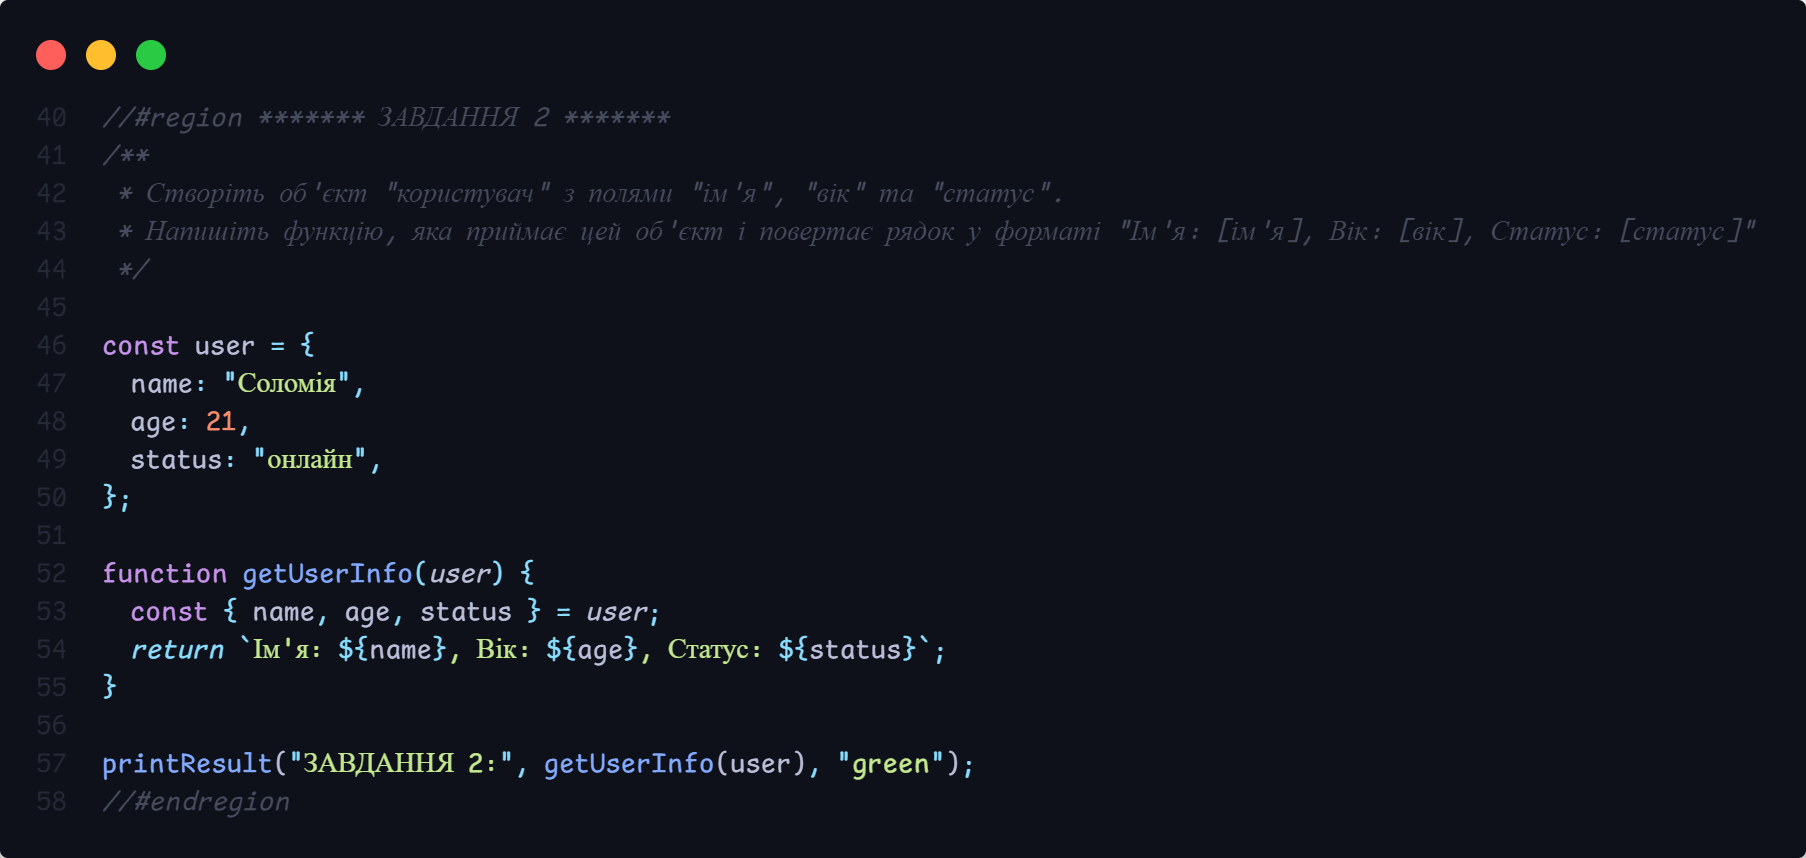 40 //#region ******* ЗАВДАННЯ 2 *******
41 /**
42  * Створіть об'єкт "користувач" з полями "ім'я", "вік" та "статус".
43  * Напишіть функцію, яка приймає цей об'єкт і повертає рядок у форматі "Ім'я: [ім'я], Вік: [вік], Статус: [статус]"
44  */
45
46 const user = {
47   name: "Соломія",
48   age: 21,
49   status: "онлайн",
50 };
51
52 function getUserInfo(user) {
53   const { name, age, status } = user;
54   return `Ім'я: ${name}, Вік: ${age}, Статус: ${status}`;
55 }
56
57 printResult("ЗАВДАННЯ 2:", getUserInfo(user), "green");
58 //#endregion